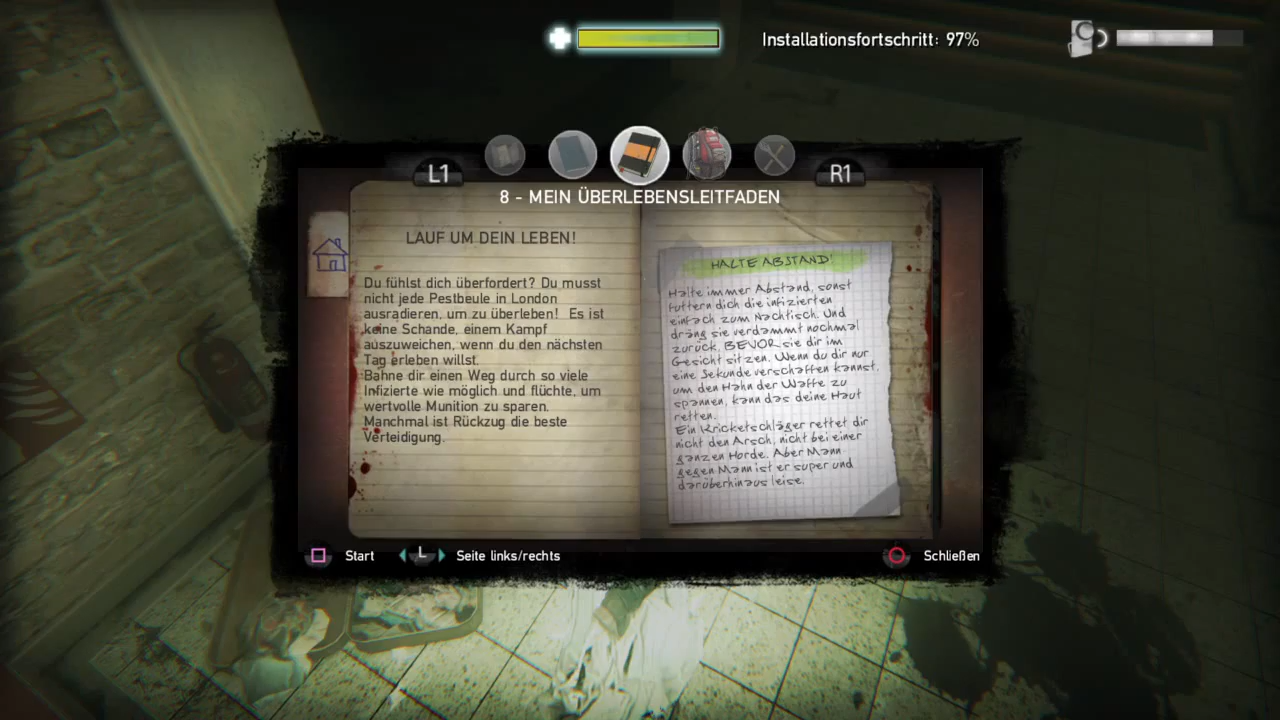 Installationsfortschritt: 97%
L1
R1
8 - MEIN ÜBERLEBENSLEITFADEN
LAUF UM DEIN LEBEN!
Du fühlst dich überfordert? Du musst
nicht jede Pestbeule in London
ausradieren, um zu überleben! Es ist
keine Schande, einem Kampf
auszuweichen, wenn du den nächsten
Tag erleben willst.
Bahne dir einen Weg durch so viele
Infizierte wie möglich und flüchte, um
wertvolle Munition zu sparen.
Manchmal ist Rückzug die beste
Verteidigung.
HALTE ABSTAND!
Halte immer Abstand, sonst
futtern dich die infizierten
einfach zum Nachtisch. Und
dräng sie verdammt nochmal
zurück, BEVOR sie dir im
Gesicht sitzen. Wenn du dir nur
eine Sekunde verschaffen kannst,
um den Hahn der Waffe zu
spannen, kann das deine Haut
retten.
Ein Kricketschläger rettet dir
nicht den Arsch, nicht bei einer
ganzen Horde. Aber Mann
gegen Mann ist er super und
darüberhinaus leise.
Start
L
Seite links/rechts
Schließen